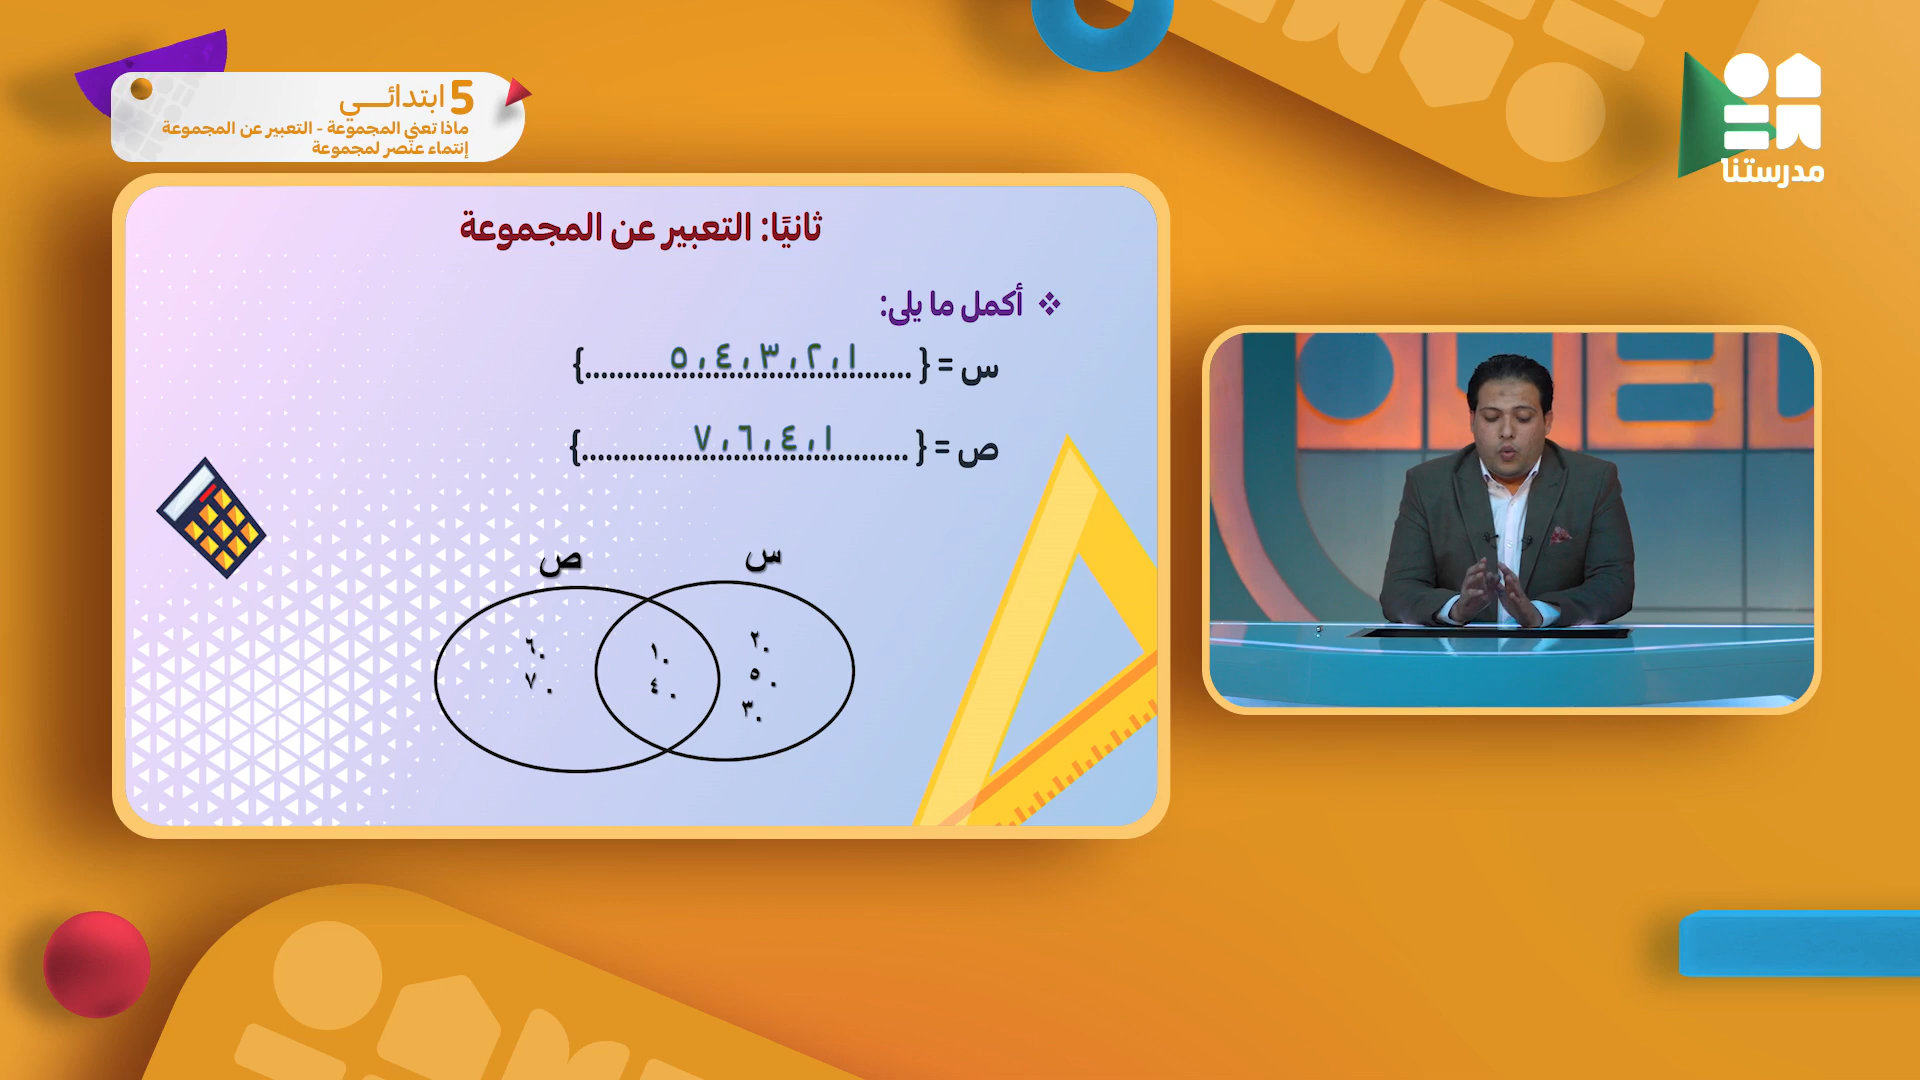 5 ابتدائي
ماذا تعني المجموعة - التعبير عن المجموعة
إنتماء عنصر لمجموعة
مدرستنا
ثانيًا: التعبير عن المجموعة
❖ أكمل ما يلى:
س = { ١ ، ٢ ، ٣ ، ٤ ، ٥ }
ص = { ١ ، ٤ ، ٦ ، ٧ }
س
ص
٢.
٥.
٣.
١.
٤.
٦.
٧.